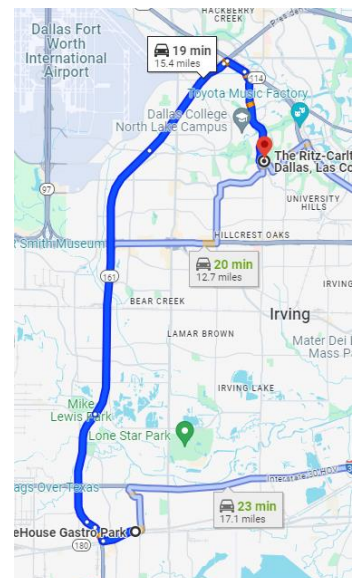 HACKBERRY
CREEK
Dallas Fort
Worth
International
Airport
19 min
15.4 miles
114
Toyota Music Factory
Dallas College
North Lake Campus
The Ritz-Carlt
Dallas, Las Co
97
UNIVERSITY
HILLS
HILLCREST OAKS
Smith Museum
20 min
12.7 miles
161
IRVING
BEAR CREEK
Irving
LAMAR BROWN
Mater Dei L
Mass P
IRVING LAKE
Mike
Lewis Park
Lone Star Park
ags Over Texas
Interstate 30 HOV
23 min
17.1 miles
eHouse Gastro Park
180